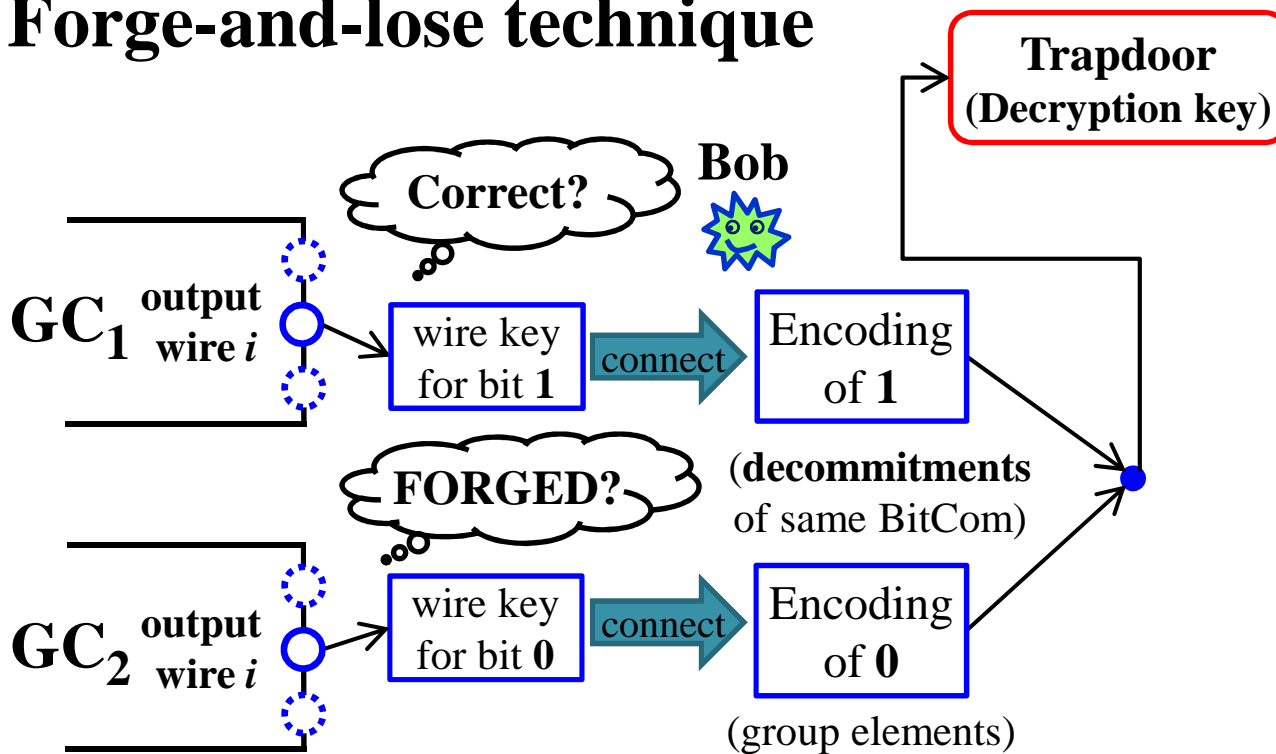 Forge-and-lose technique
Trapdoor
(Decryption key)
Correct?
Bob
GC1
output
wire i
wire key
for bit 1
connect
Encoding
of 1
FORGED?
(decommitments
of same BitCom)
GC2
output
wire i
wire key
for bit 0
connect
Encoding
of 0
(group elements)